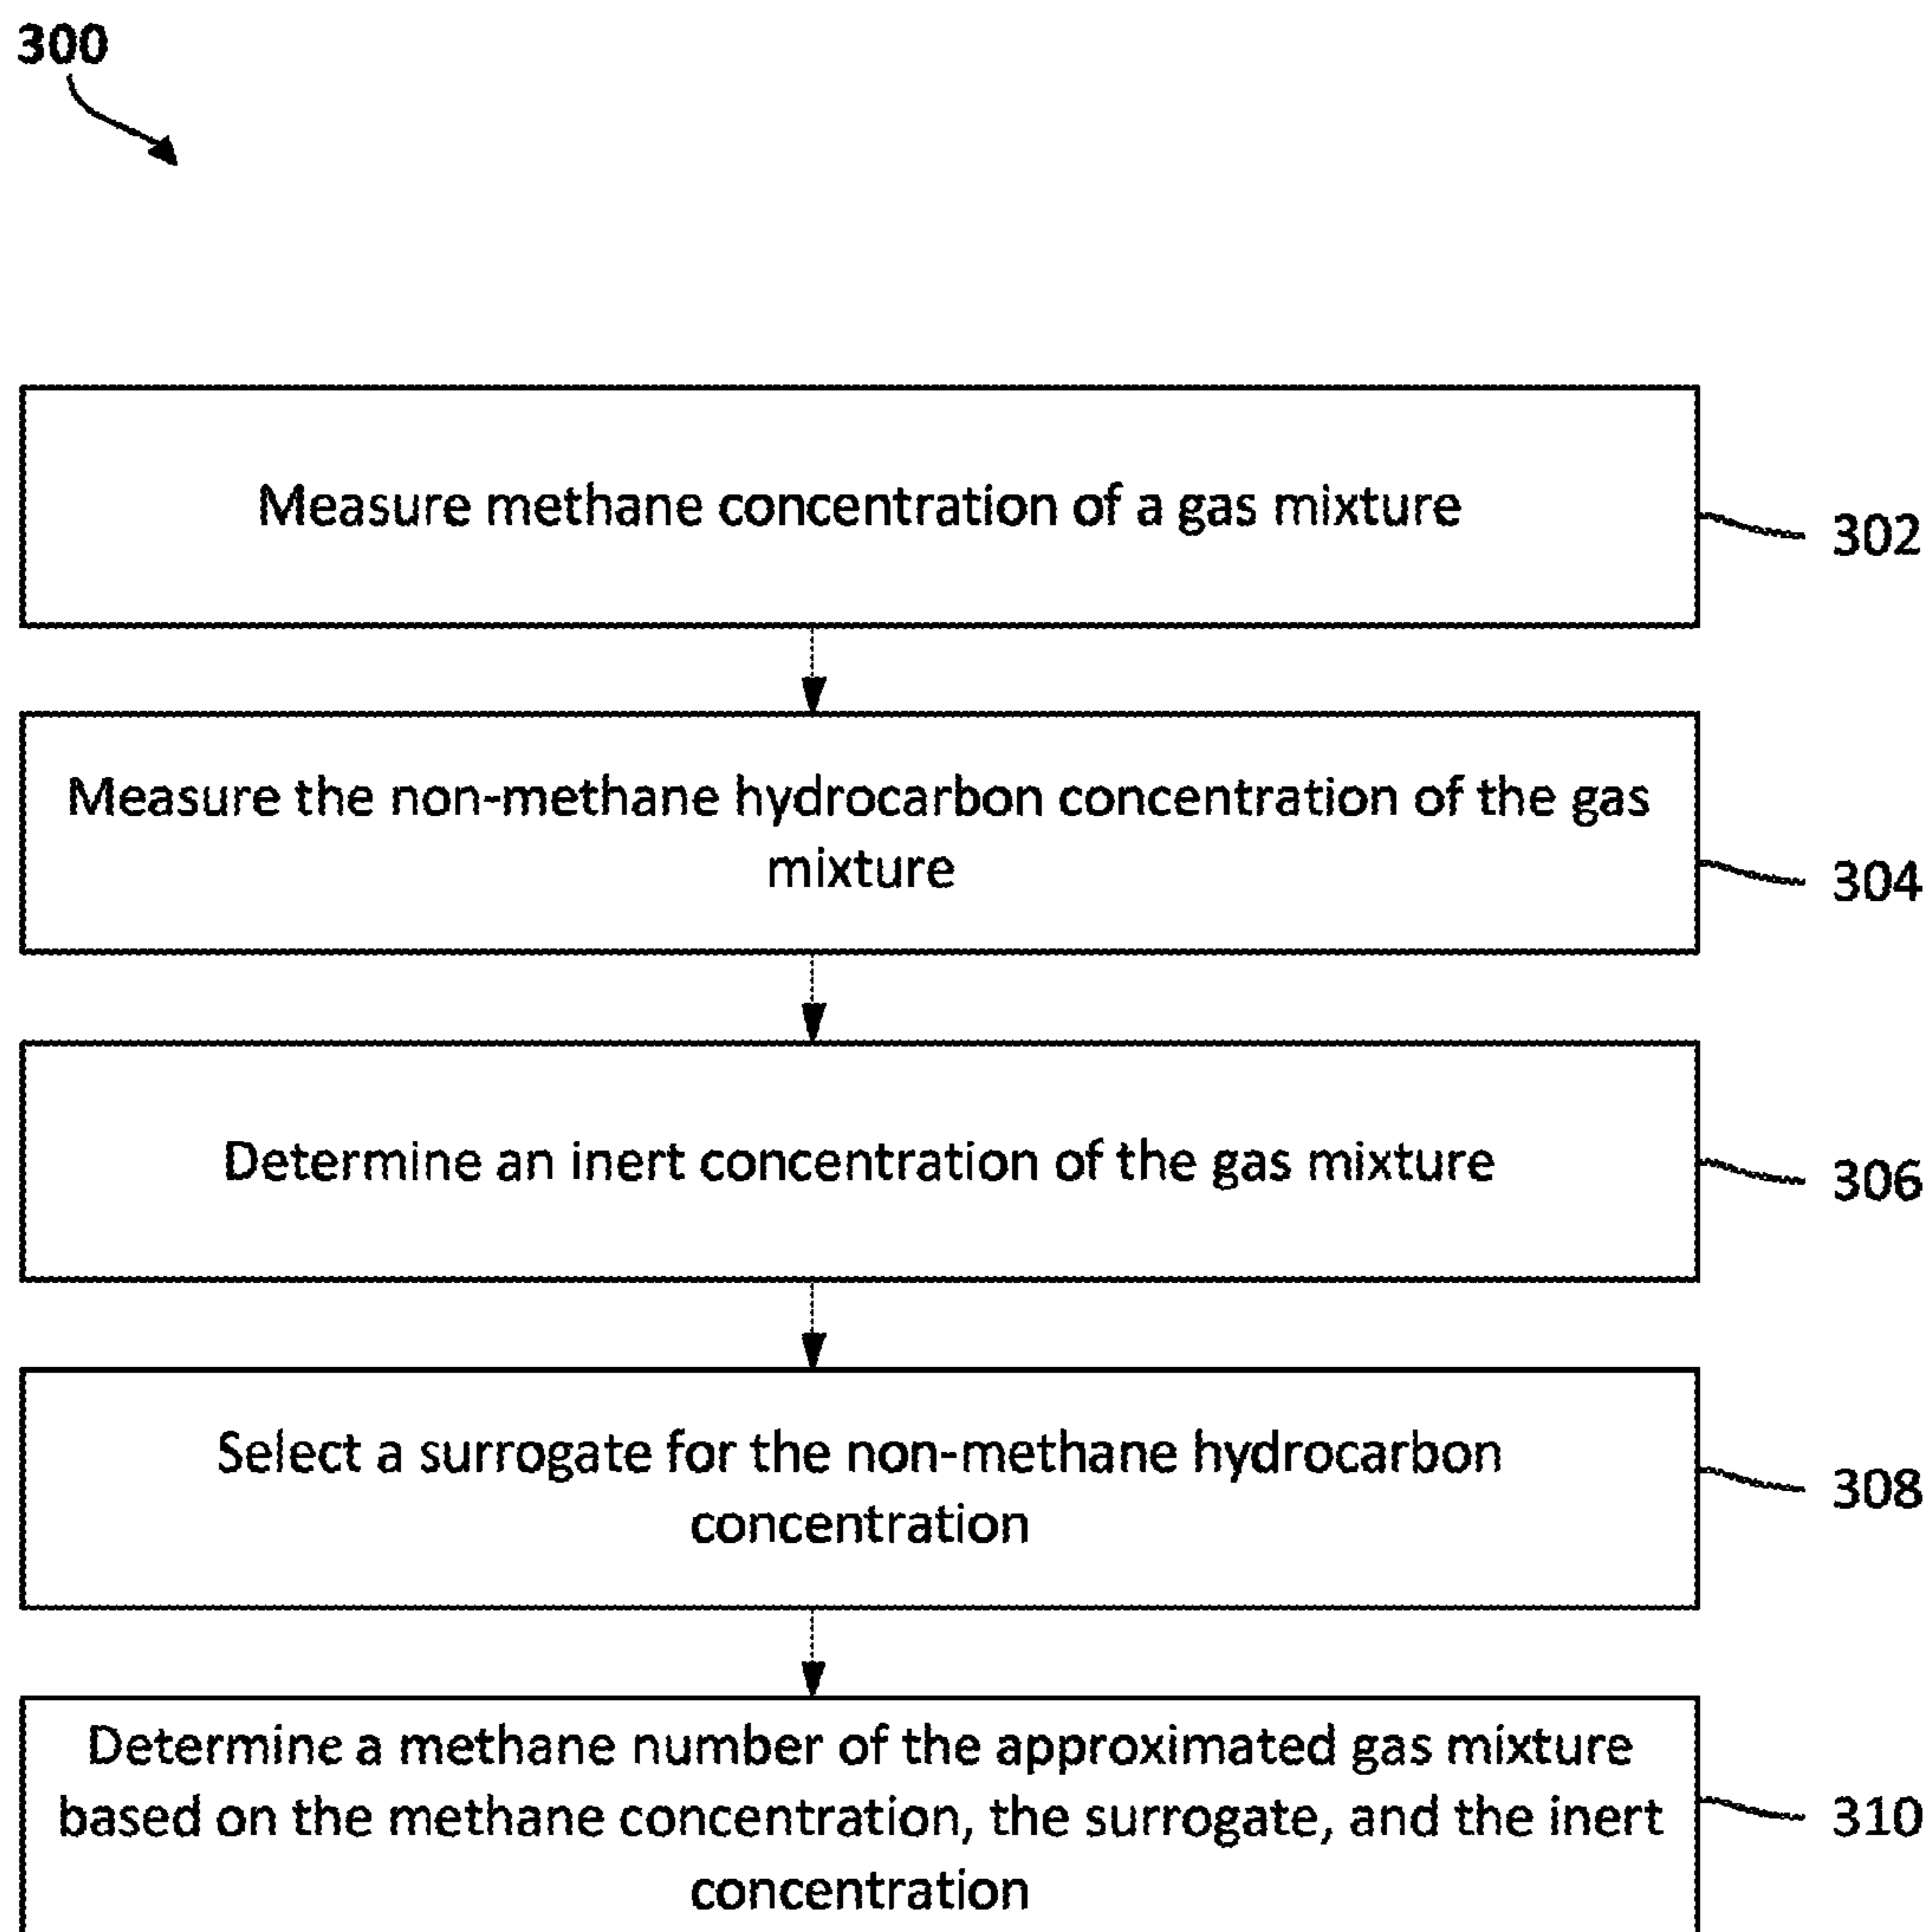 300
Measure methane concentration of a gas mixture
302
Measure the non-methane hydrocarbon concentration of the gas
mixture
304
Determine an inert concentration of the gas mixture
306
Select a surrogate for the non-methane hydrocarbon
concentration
308
Determine a methane number of the approximated gas mixture
based on the methane concentration, the surrogate, and the inert
concentration
310